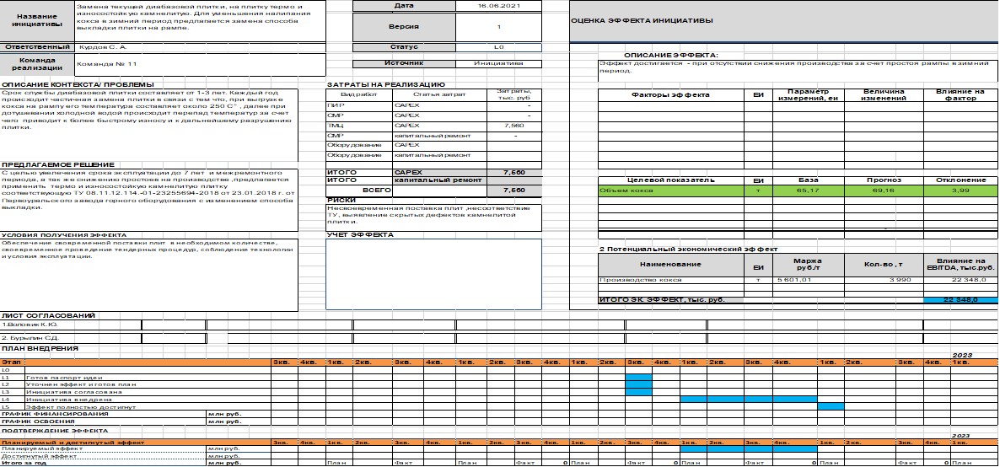 Название инициативы
Замена текущей диабазовой плитки, на плитку термо и
износостойкую камнелитую. Для уменьшения налипания
кокса в зимний период предлагается замена способа
выкладки плитки на рампе.
Дата 16.06.2021
Версия 1
Ответственный Курдов С. А.
Статус L0
Команда реализации Команда № 11
Источник Инициатива
ОЦЕНКА ЭФФЕКТА ИНИЦИАТИВЫ
ОПИСАНИЕ ЭФФЕКТА:
Эффект достигается - при отсутствии снижения производства за счет простоя рампы в зимний
период.
ОПИСАНИЕ КОНТЕКСТА/ ПРОБЛЕМЫ
Срок службы диабазовой плитки составляет от 1-3 лет. Каждый год
происходит частичная замена плитки в связи с тем что, при выгрузке
кокса на рампу его температура составляет около 250 С° , далее при
дотушевании холодной водой происходит перепад температур за счет
чего приводит к более быстрому износу и к дальнейшему разрушению
плитки.
ПРЕДЛАГАЕМОЕ РЕШЕНИЕ
С целью увеличения срока эксплуатации до 7 лет и межремонтного
периода, а так же снижению простоев на производстве ,предлагается
применить термо и износостойкую камнелитую плитку
соответствующую ТУ 08.11.12.114.-01-23255694-2018 от 23.01.2018 г. от
Первоуральского завода горного оборудования с изменением способа
выкладки.
УСЛОВИЯ ПОЛУЧЕНИЯ ЭФФЕКТА
Обеспечение своевременной поставки плит в необходимом количестве,
своевременное проведение тендерных процедур, соблюдение технологии
и условия эксплуатации.
ЗАТРАТЫ НА РЕАЛИЗАЦИЮ
Вид работ Статья затрат Затраты, тыс. руб
ПИР CAPEX -
СМР CAPEX -
ТМЦ CAPEX 7,560
СМР капитальный ремонт -
Оборудование CAPEX
Оборудование капитальный ремонт
ИТОГО CAPEX 7,560
ИТОГО капитальный ремонт
ВСЕГО 7,560
РИСКИ
Несвоевременная поставка плит ,несоответствие
ТУ, выявление скрытых дефектов камнелитой
плитки.
УЧЕТ ЭФФЕКТА
Факторы эффекта ЕИ Параметр измерений, еи Величина изменений Влияние на фактор
Целевой показатель ЕИ База Прогноз Отклонение
Объем кокса т 65,17 69,16 3,99
-
2 Потенциальный экономический эффект
Наименование ЕИ Маржа руб./т Кол-во , т Влияние на EBITDA, тыс.руб.
Производство кокса т 5 601,01 3 990 22 348,0
ИТОГО ЭК. ЭФФЕКТ, тыс. руб. 22 348,0
ЛИСТ СОГЛАСОВАНИЙ
1.Воловик К.Ю.
2. Бурылин С.Д.
ПЛАН ВНЕДРЕНИЯ
2023
Этап 3кв. 4кв. 1кв. 2кв. 3кв. 4кв. 1кв. 2кв. 3кв. 4кв. 1кв. 2кв. 3кв. 4кв. 1кв. 2кв. 3кв. 4кв. 1кв. 2кв. 3кв. 4кв. 1кв.
L0
L1 Готов паспорт идеи
L2 Уточнен эффект и готов план
L3 Инициатива согласована
L4 Инициатива внедрена
L5 Эффект полностью достигнут
ГРАФИК ФИНАНСИРОВАНИЯ млн руб.
ГРАФИК ОСВОЕНИЯ млн руб.
ПОДТВЕРЖДЕНИЕ ЭФФЕКТА
2023
Планируемый и достигнутый эффект 3кв. 4кв. 1кв. 2кв. 3кв. 4кв. 1кв. 2кв. 3кв. 4кв. 1кв. 2кв. 3кв. 4кв. 1кв. 2кв. 3кв. 4кв. 1кв. 2кв. 3кв. 4кв. 1кв.
Планируемый эффект млн руб.
Достигнутый эффект млн руб.
Итого за год млн руб. План Факт 0 План Факт 0 План Факт 0 План Факт 0 План Факт 0 План